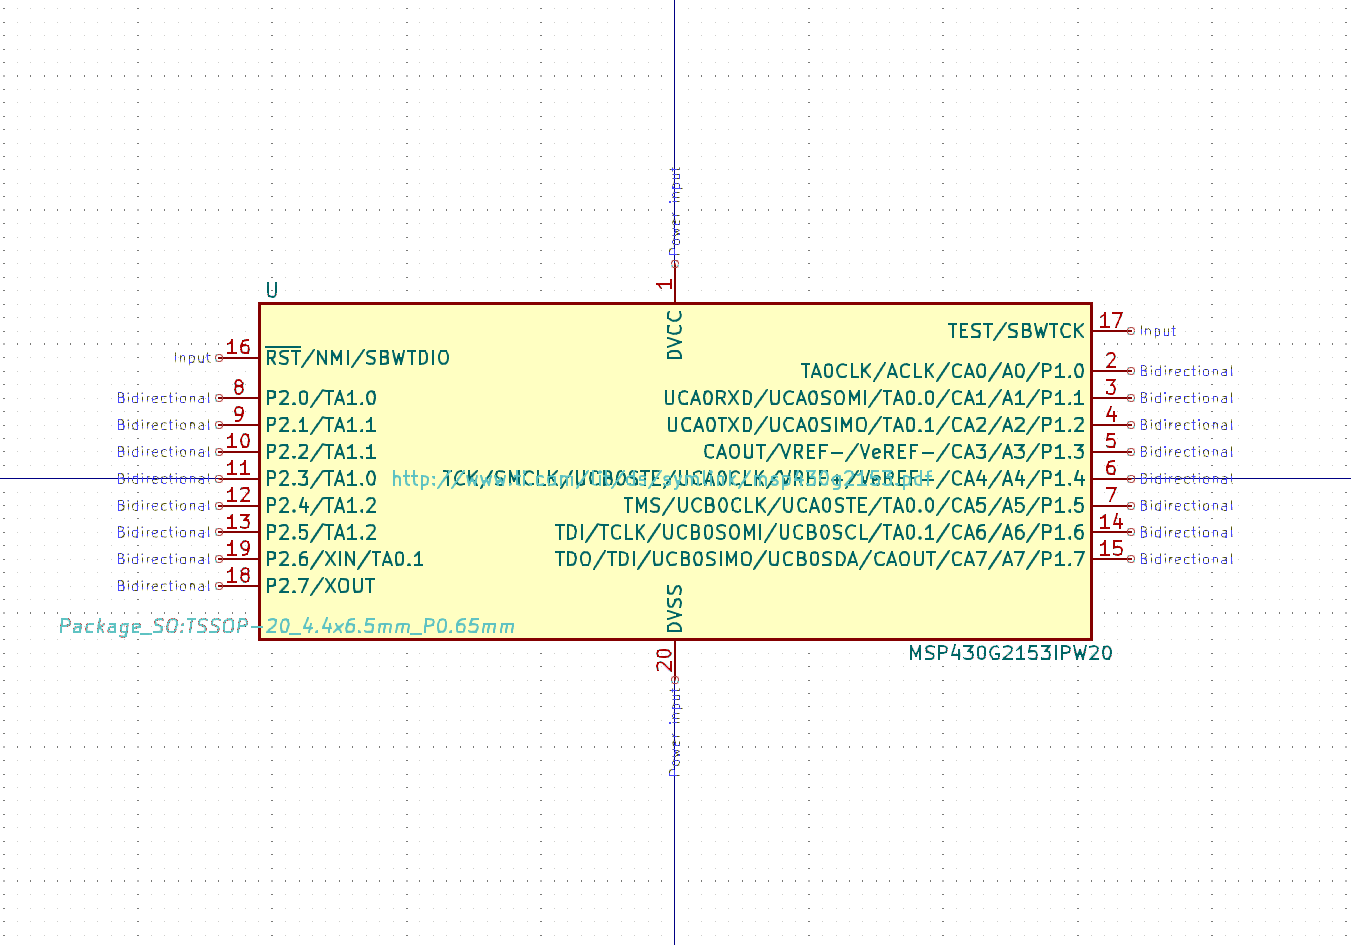 Power input
1
U
DVCC
17 Input
TEST/SBWTCK
Input 16
RST/NMI/SBWTDIO
TA0CLK/ACLK/CA0/A0/P1.0
2 Bidirectional
Bidirectional 8
P2.0/TA1.0
UCA0RXD/UCA0SOMI/TA0.0/CA1/A1/P1.1
3 Bidirectional
Bidirectional 9
P2.1/TA1.1
UCA0TXD/UCA0SIMO/TA0.1/CA2/A2/P1.2
4 Bidirectional
Bidirectional 10
P2.2/TA1.1
CAOUT/VREF-/VeREF-/CA3/A3/P1.3
5 Bidirectional
Bidirectional 11
P2.3/TA1.0
TCK/SMCLK/UCB0STE/UCA0CLK/VREF+/VeREF+/CA4/A4/P1.4
http://www.ti.com/lit/ds/symlink/msp430g2153.pdf
6 Bidirectional
Bidirectional 12
P2.4/TA1.2
TMS/UCB0CLK/UCA0STE/TA0.0/CA5/A5/P1.5
7 Bidirectional
Bidirectional 13
P2.5/TA1.2
TDI/TCLK/UCB0SOMI/UCB0SCL/TA0.1/CA6/A6/P1.6
14 Bidirectional
Bidirectional 19
P2.6/XIN/TA0.1
TDO/TDI/UCB0SIMO/UCB0SDA/CAOUT/CA7/A7/P1.7
15 Bidirectional
Bidirectional 18
P2.7/XOUT
DVSS
Package_SO:TSSOP-20_4.4x6.5mm_P0.65mm
MSP430G2153IPW20
20
Power input